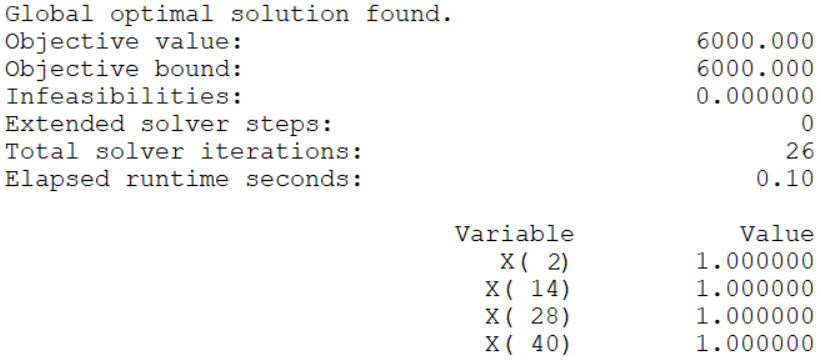 Global optimal solution found.
Objective value: 6000.000
Objective bound: 6000.000
Infeasibilities: 0.000000
Extended solver steps: 0
Total solver iterations: 26
Elapsed runtime seconds: 0.10
Variable Value
X( 2) 1.000000
X( 14) 1.000000
X( 28) 1.000000
X( 40) 1.000000